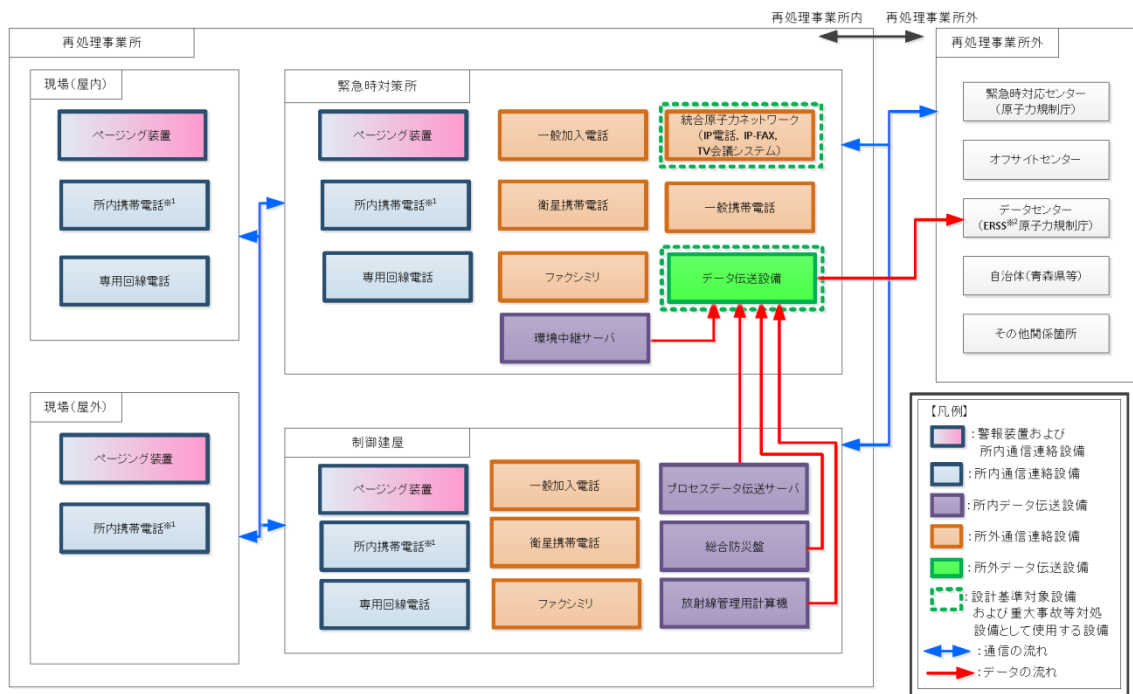 再処理事業所内
再処理事業所外
再処理事業所
現場(屋内)
ページング装置
所内携帯電話※1
専用回線電話
現場(屋外)
ページング装置
所内携帯電話※1
緊急時対策所
ページング装置
一般加入電話
統合原子力ネットワーク
(IP電話, IP-FAX,
TV会議システム)
所内携帯電話※1
衛星携帯電話
一般携帯電話
専用回線電話
ファクシミリ
データ伝送設備
環境中継サーバ
制御建屋
ページング装置
一般加入電話
プロセスデータ伝送サーバ
所内携帯電話※1
衛星携帯電話
総合防災盤
専用回線電話
ファクシミリ
放射線管理用計算機
再処理事業所外
緊急時対応センター
(原子力規制庁)
オフサイトセンター
データセンター
(ERSS※2原子力規制庁)
自治体(青森県等)
その他関係箇所
【凡例】
:警報装置および
所内通信連絡設備
:所内通信連絡設備
:所内データ伝送設備
:所外通信連絡設備
:所外データ伝送設備
:設計基準対象設備
および重大事故等対処
設備として使用する設備
:通信の流れ
:データの流れ